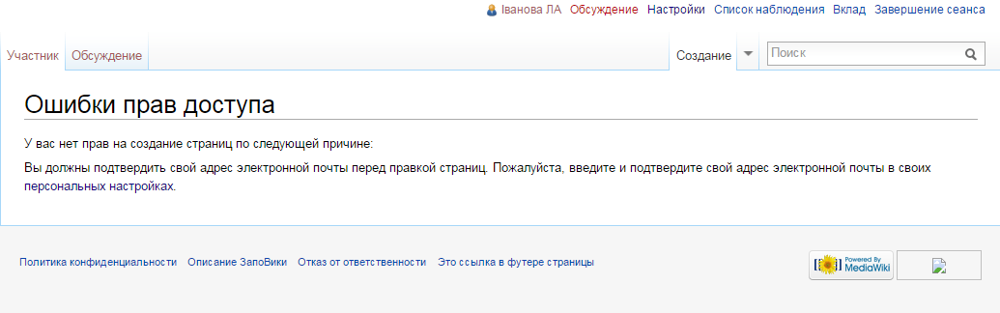 Іванова ЛА Обсуждение Настройки Список наблюдения Вклад Завершение сеанса
Участник Обсуждение Создание Поиск
Ошибки прав доступа
У вас нет прав на создание страниц по следующей причине:
Вы должны подтвердить свой адрес электронной почты перед правкой страниц. Пожалуйста, введите и подтвердите свой адрес электронной почты в своих
персональных настройках.
Политика конфиденциальности Описание ЗапоВики Отказ от ответственности Это ссылка в футере страницы
Powered By
MediaWiki